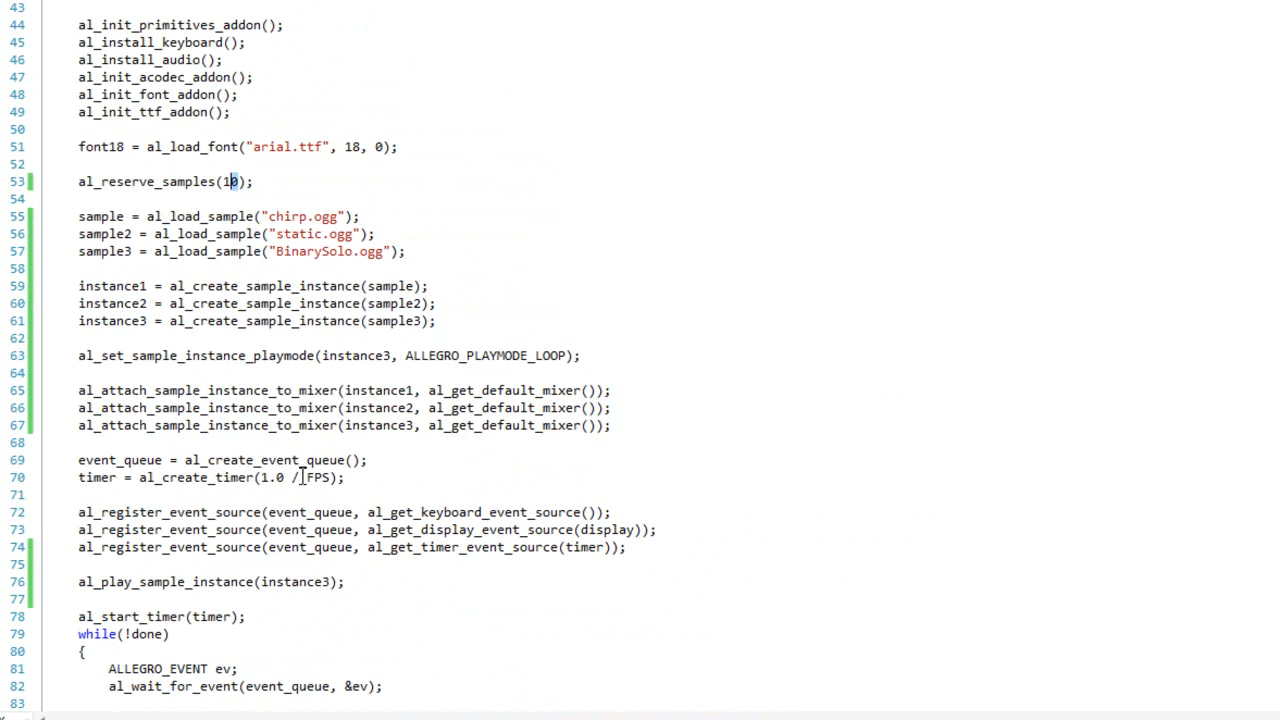 43
44 al_init_primitives_addon();
45 al_install_keyboard();
46 al_install_audio();
47 al_init_acodec_addon();
48 al_init_font_addon();
49 al_init_ttf_addon();
50
51 font18 = al_load_font("arial.ttf", 18, 0);
52
53 al_reserve_samples(10);
54
55 sample = al_load_sample("chirp.ogg");
56 sample2 = al_load_sample("static.ogg");
57 sample3 = al_load_sample("BinarySolo.ogg");
58
59 instance1 = al_create_sample_instance(sample);
60 instance2 = al_create_sample_instance(sample2);
61 instance3 = al_create_sample_instance(sample3);
62
63 al_set_sample_instance_playmode(instance3, ALLEGRO_PLAYMODE_LOOP);
64
65 al_attach_sample_instance_to_mixer(instance1, al_get_default_mixer());
66 al_attach_sample_instance_to_mixer(instance2, al_get_default_mixer());
67 al_attach_sample_instance_to_mixer(instance3, al_get_default_mixer());
68
69 event_queue = al_create_event_queue();
70 timer = al_create_timer(1.0 / FPS);
71
72 al_register_event_source(event_queue, al_get_keyboard_event_source());
73 al_register_event_source(event_queue, al_get_display_event_source(display));
74 al_register_event_source(event_queue, al_get_timer_event_source(timer));
75
76 al_play_sample_instance(instance3);
77
78 al_start_timer(timer);
79 while(!done)
80 {
81 ALLEGRO_EVENT ev;
82 al_wait_for_event(event_queue, &ev);
83